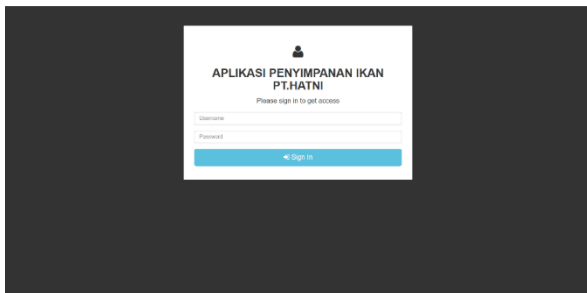 APLIKASI PENYIMPANAN IKAN
PT.HATNI
Please sign in to get access
Username
Password
Sign In